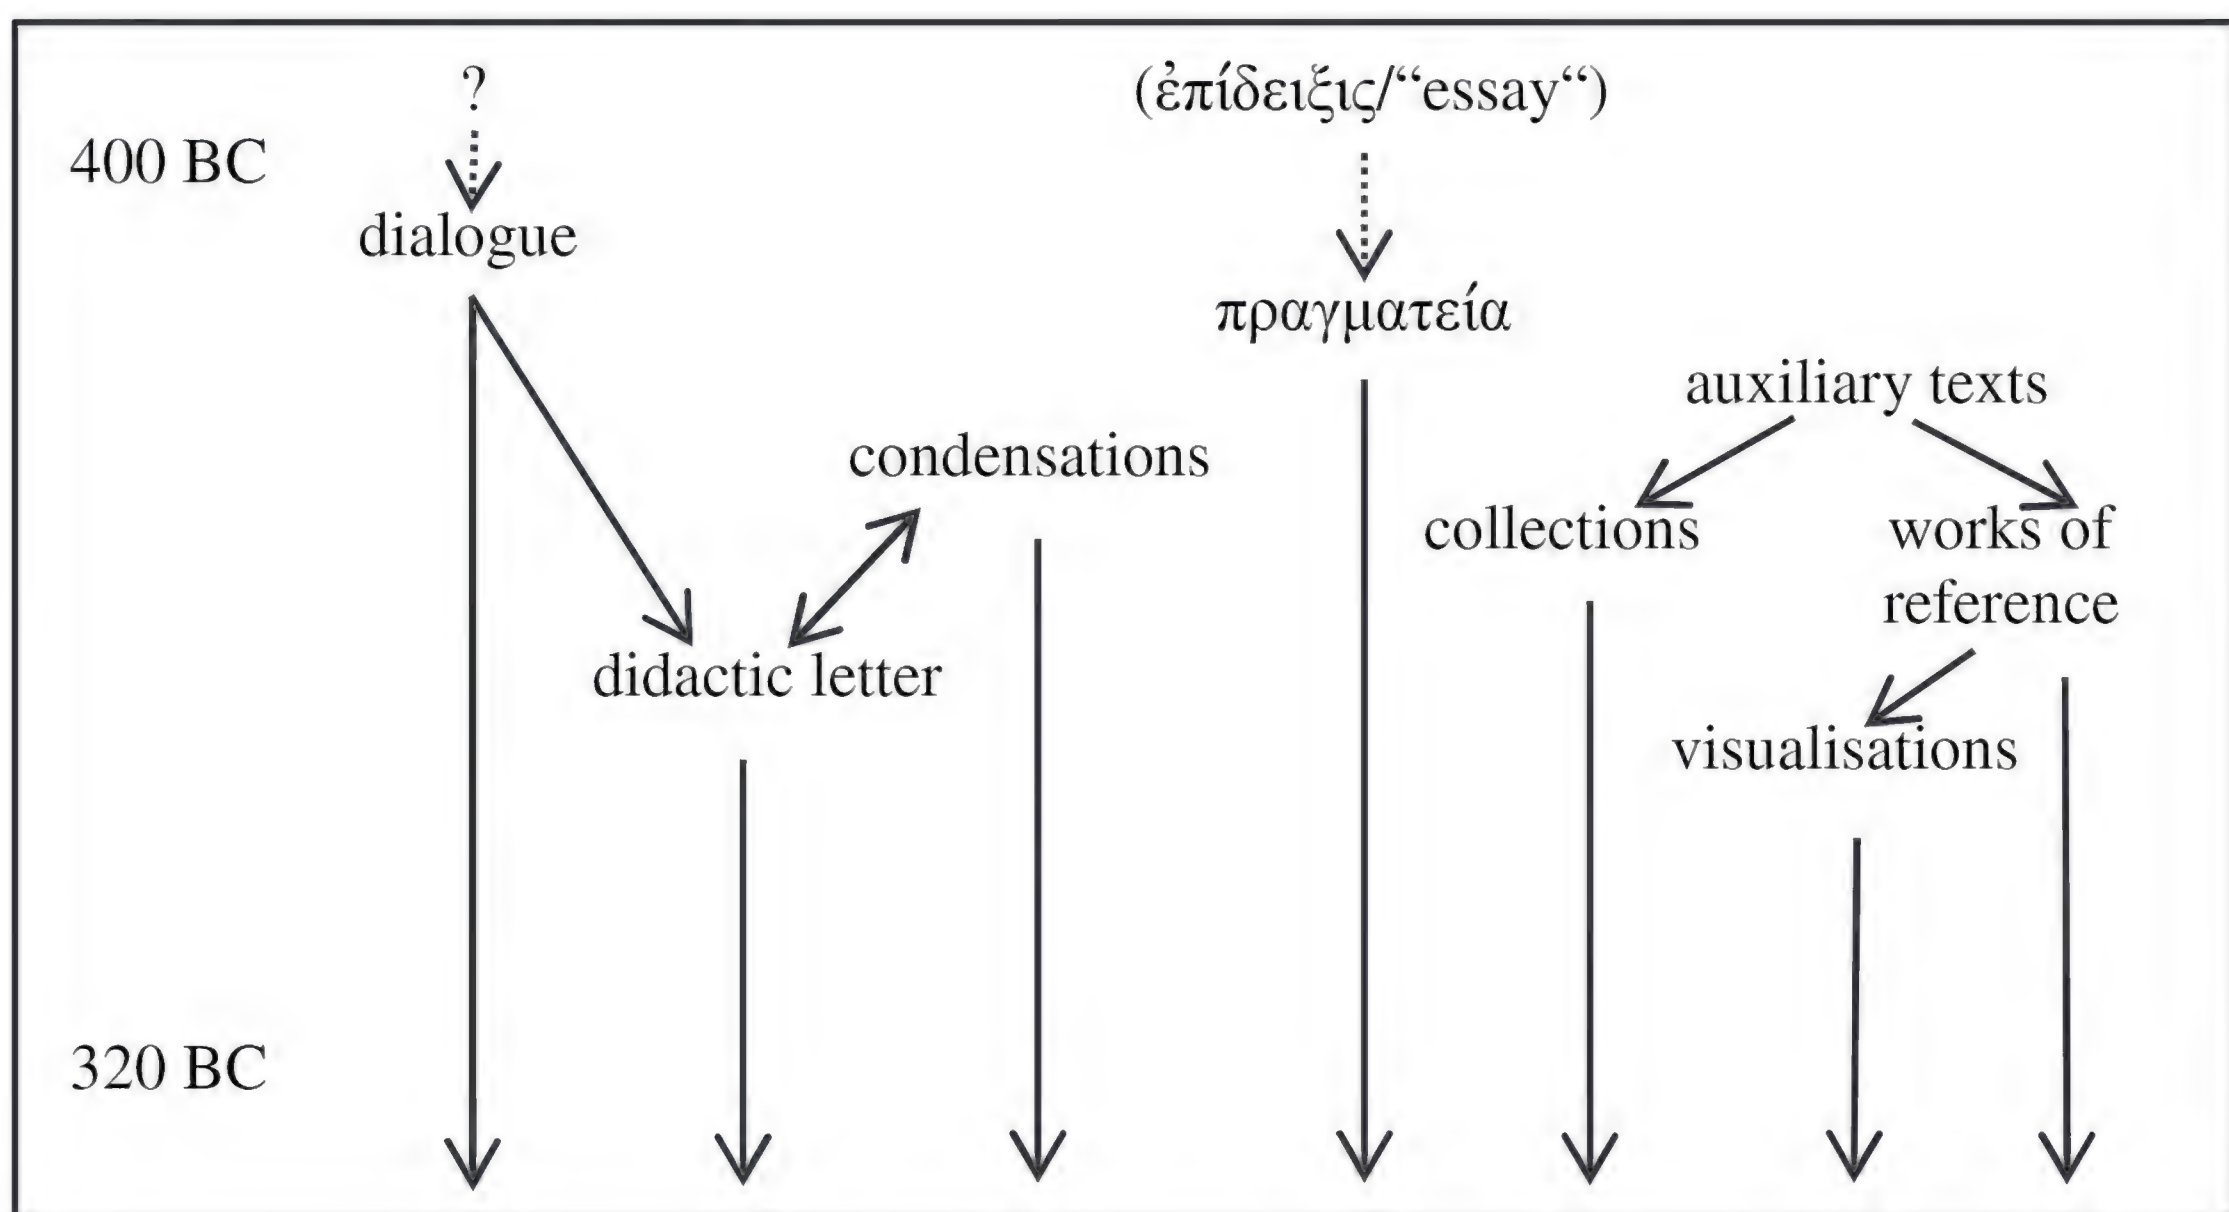 ?
(ἐπίδειξις/“essay“)
400 BC
dialogue
πραγματεία
auxiliary texts
condensations
collections
works of
reference
didactic letter
visualisations
320 BC